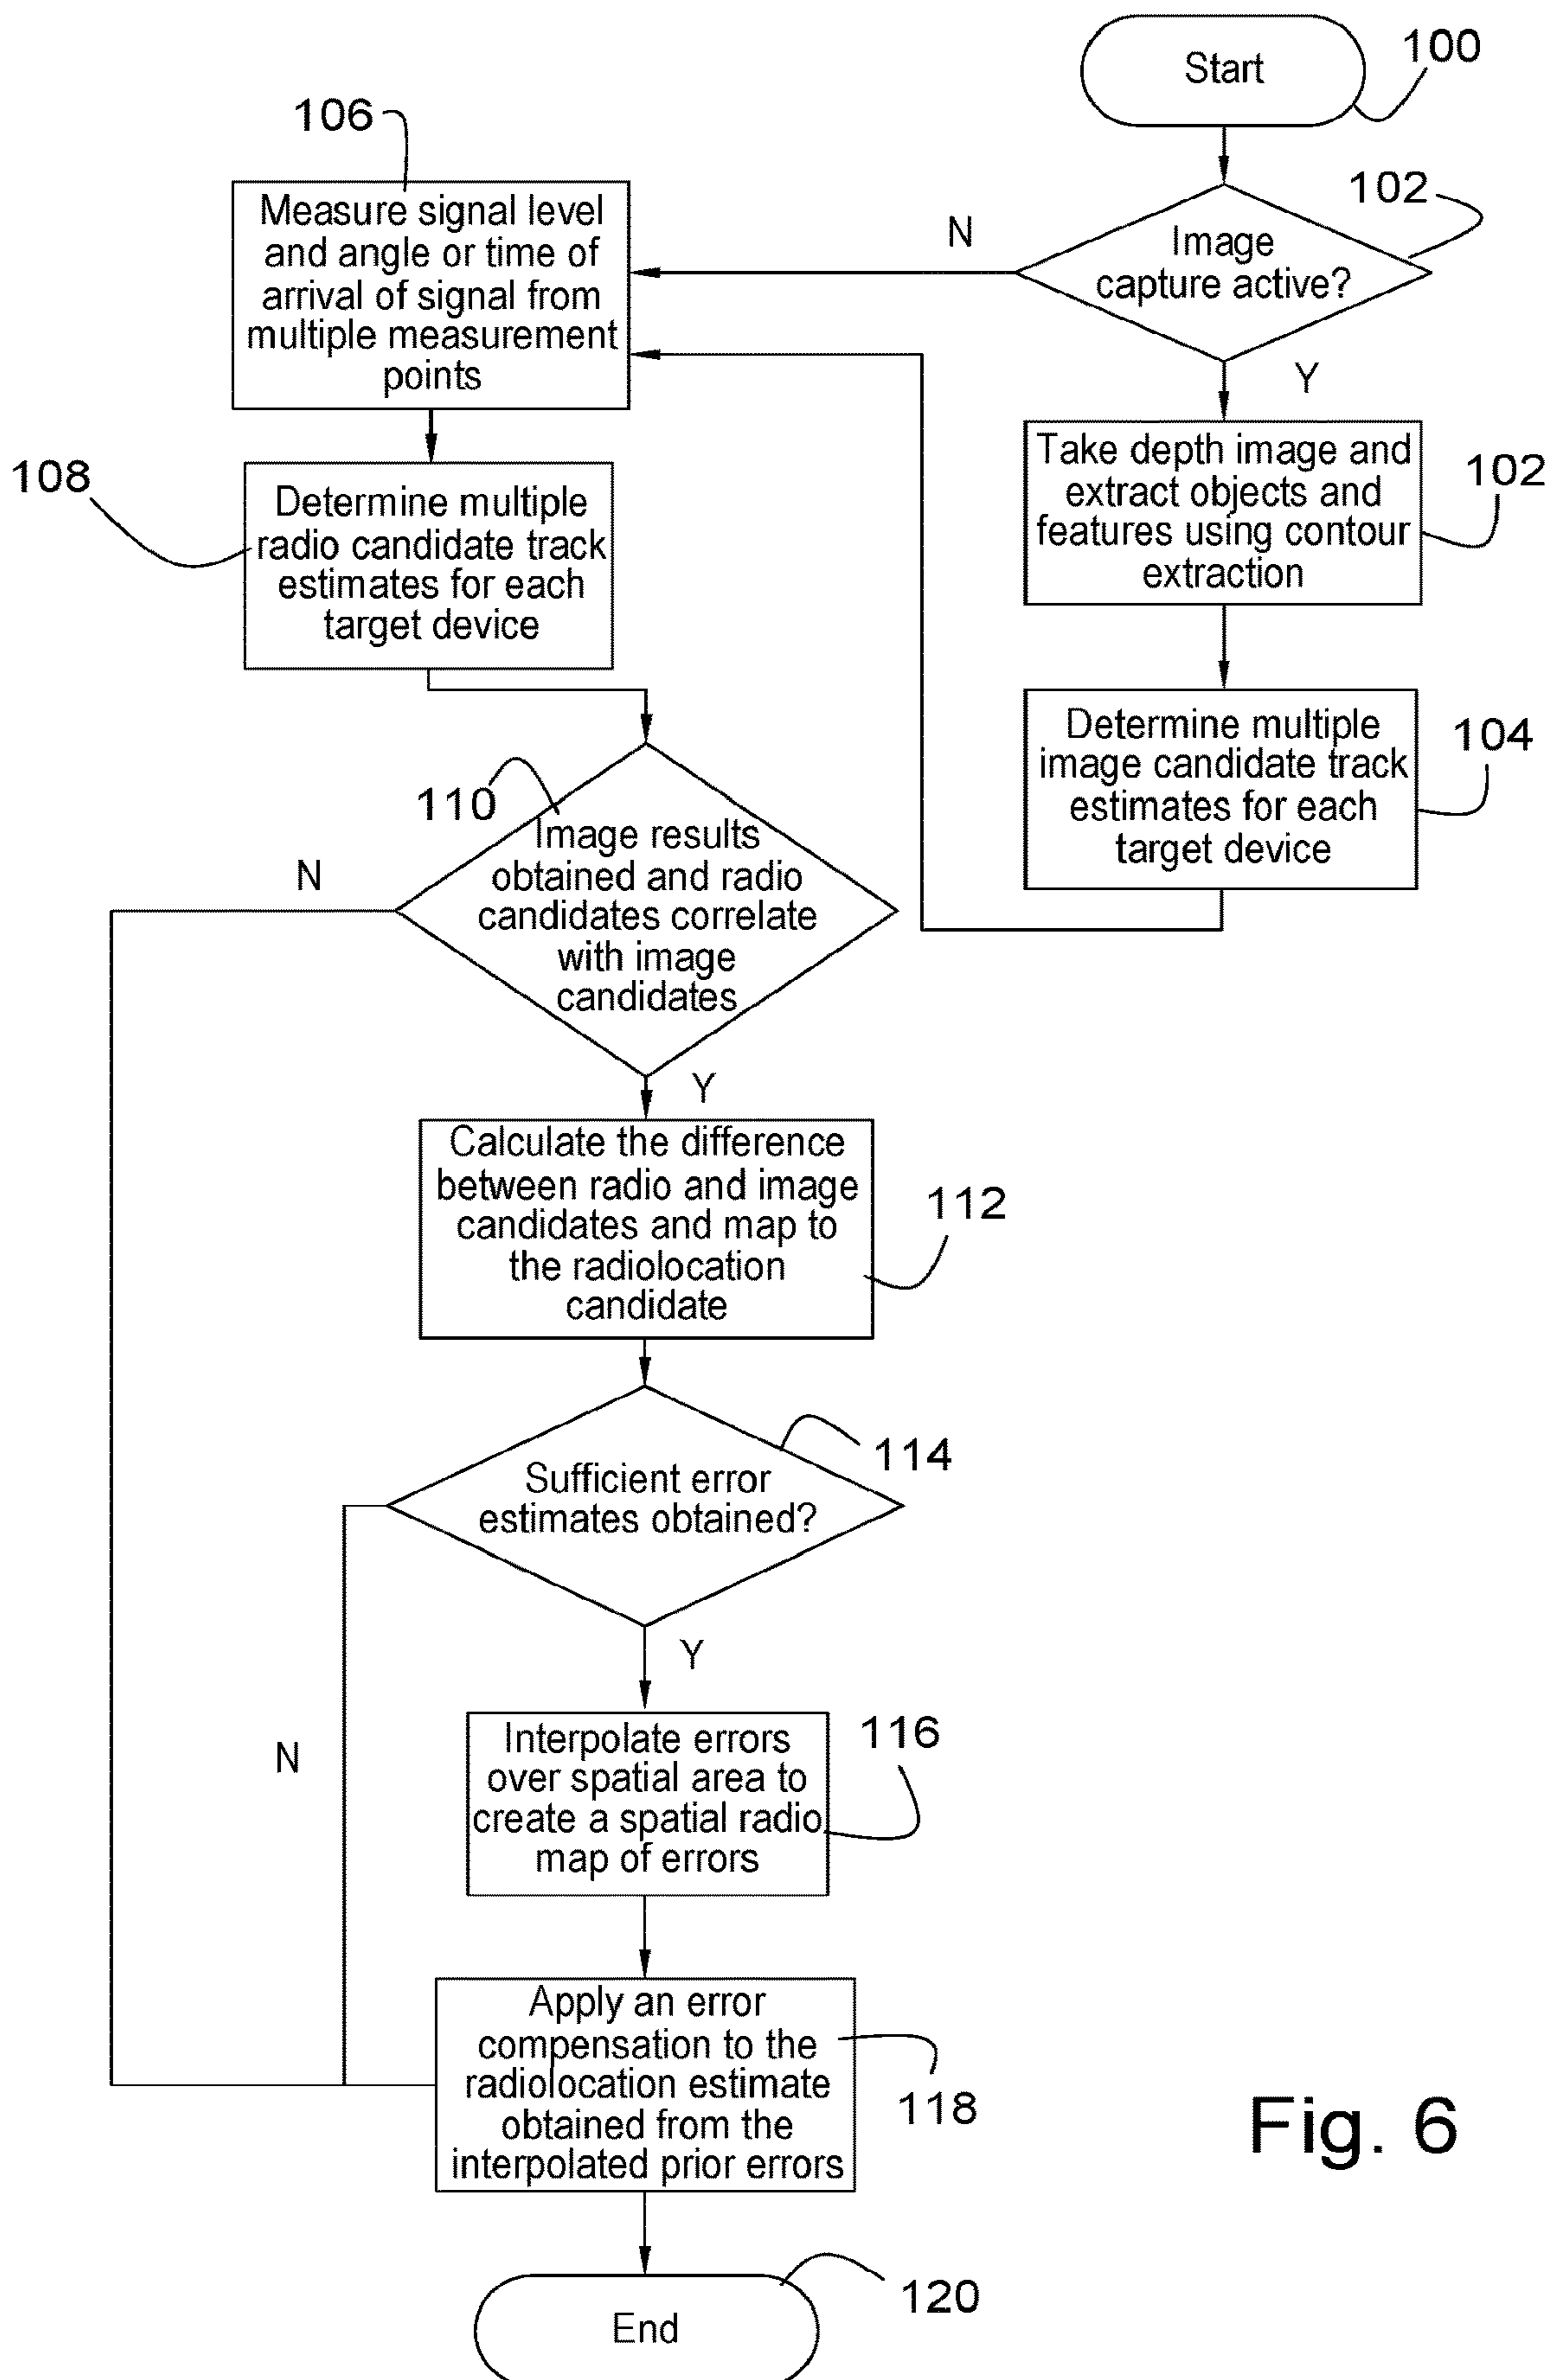 Start
100
102
Image
capture active?
N
Y
106
Measure signal level
and angle or time of
arrival of signal from
multiple measurement
points
Take depth image and
extract objects and
features using contour
extraction
102
108
Determine multiple
radio candidate track
estimates for each
target device
Determine multiple
image candidate track
estimates for each
target device
104
110
Image results
obtained and radio
candidates correlate
with image
candidates
N
Y
Calculate the difference
between radio and image
candidates and map to
the radiolocation
candidate
112
Sufficient error
estimates obtained?
114
Y
N
Interpolate errors
over spatial area to
create a spatial radio
map of errors
116
Apply an error
compensation to the
radiolocation estimate
obtained from the
interpolated prior errors
118
End
120
Fig. 6